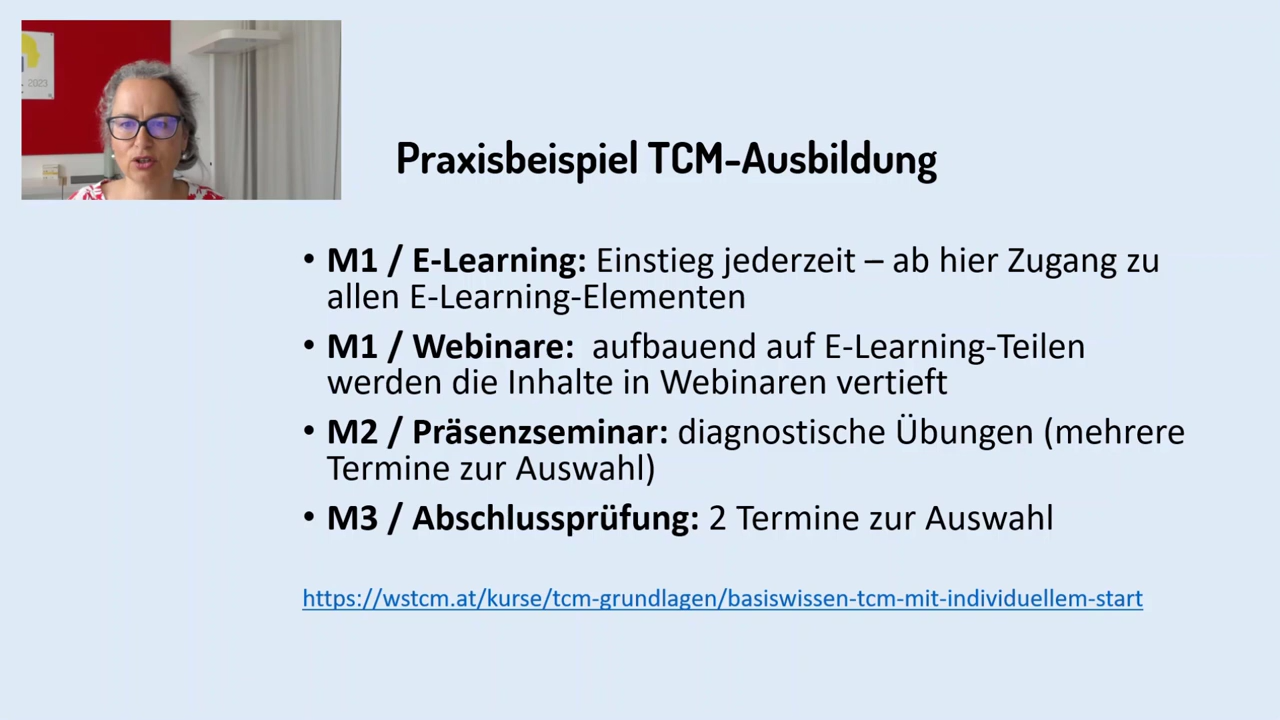 2023
Praxisbeispiel TCM-Ausbildung
• M1 / E-Learning: Einstieg jederzeit – ab hier Zugang zu
allen E-Learning-Elementen
• M1 / Webinare: aufbauend auf E-Learning-Teilen
werden die Inhalte in Webinaren vertieft
• M2 / Präsenzseminar: diagnostische Übungen (mehrere
Termine zur Auswahl)
• M3 / Abschlussprüfung: 2 Termine zur Auswahl
https://wstcm.at/kurse/tcm-grundlagen/basiswissen-tcm-mit-individuellem-start